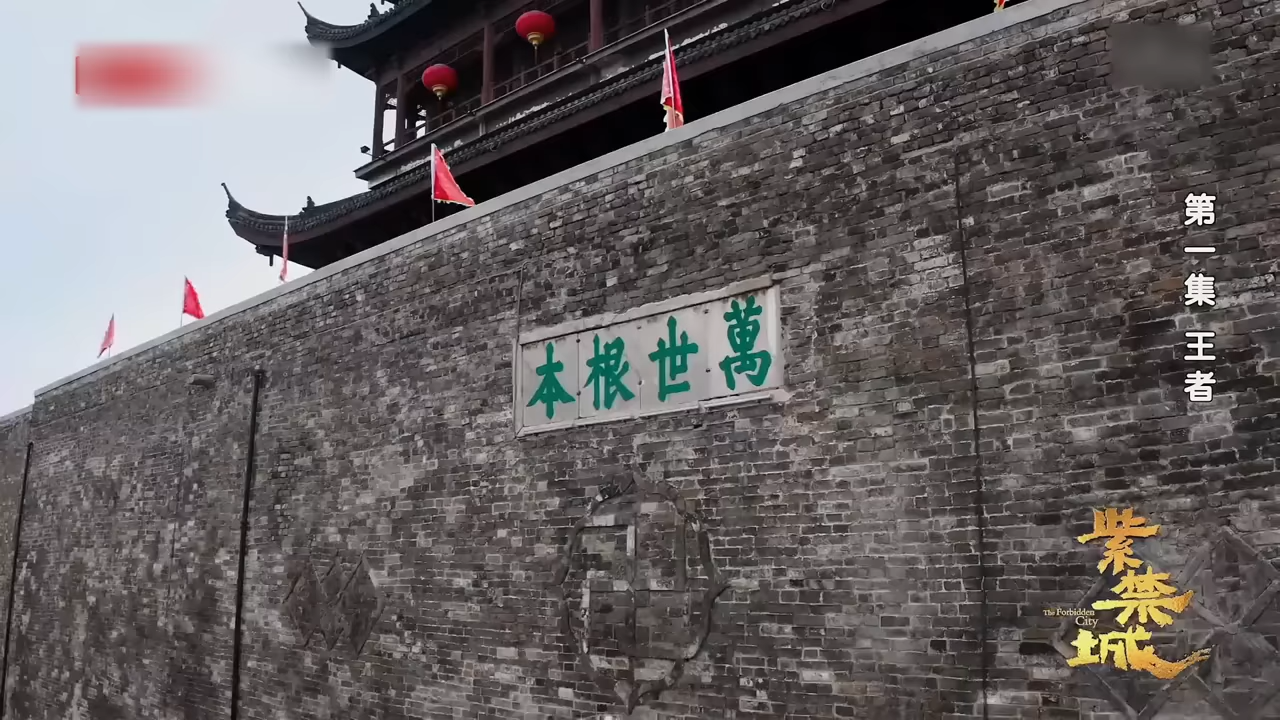 萬世根本
第一集 王者
紫禁城
The Forbidden
City